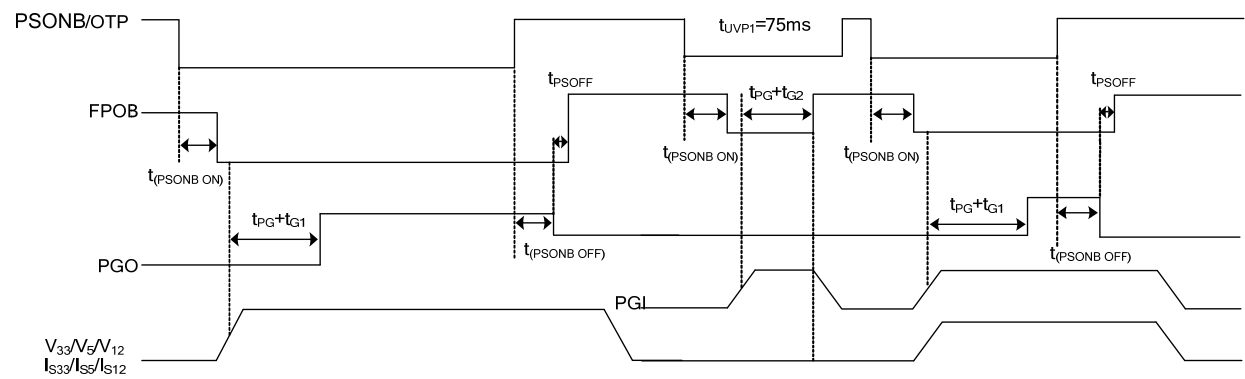 PSONB/OTP
tUVP1=75ms
tPSOFF
tPSOFF
FPOB
tPG+tG2
t(PSONB ON)
t(PSONB ON)
t(PSONB ON)
tPG+tG1
tPG+tG1
t(PSONB OFF)
t(PSONB OFF)
PGO
PGI
V33/V5/V12
IS33/IS5/IS12